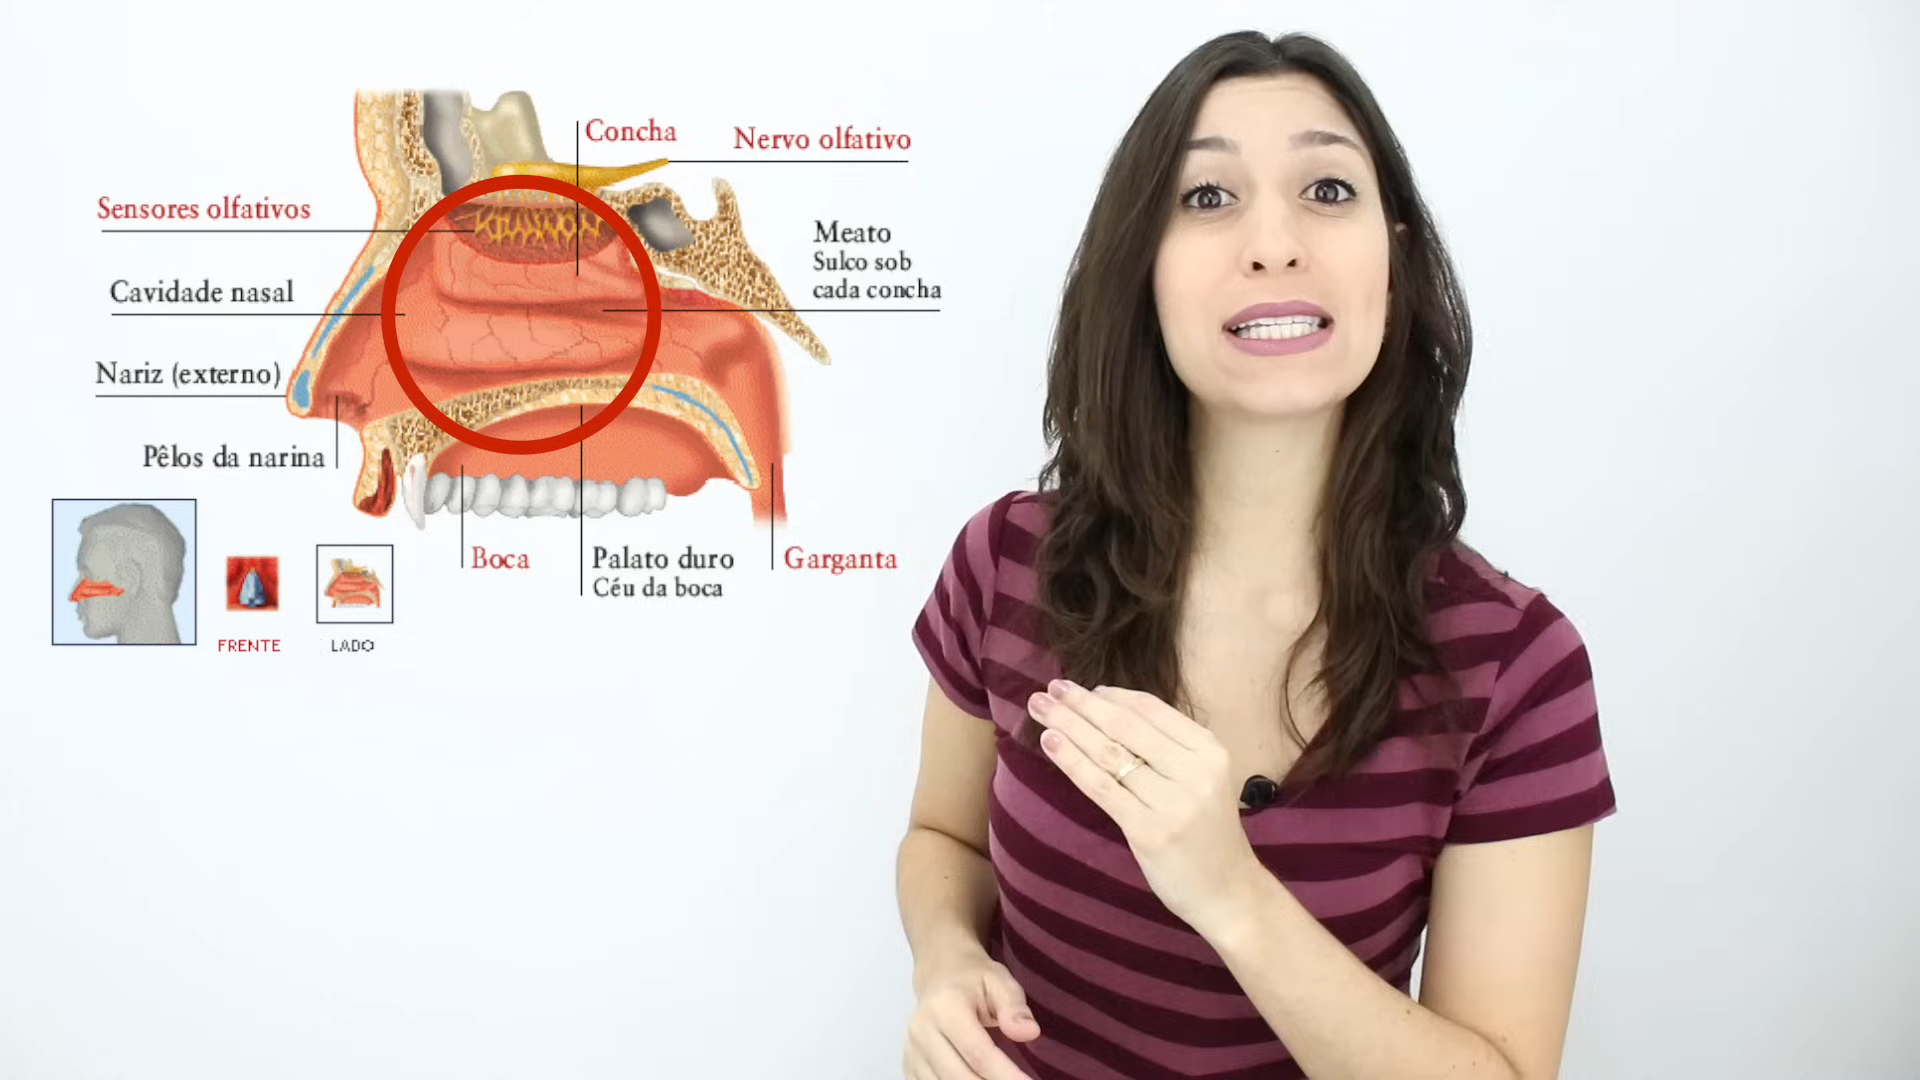 Concha
Nervo olfativo
Sensores olfativos
Meato
Sulco sob
cada concha
Cavidade nasal
Nariz (externo)
Pêlos da narina
Boca
Palato duro
Céu da boca
Garganta
FRENTE
LADO